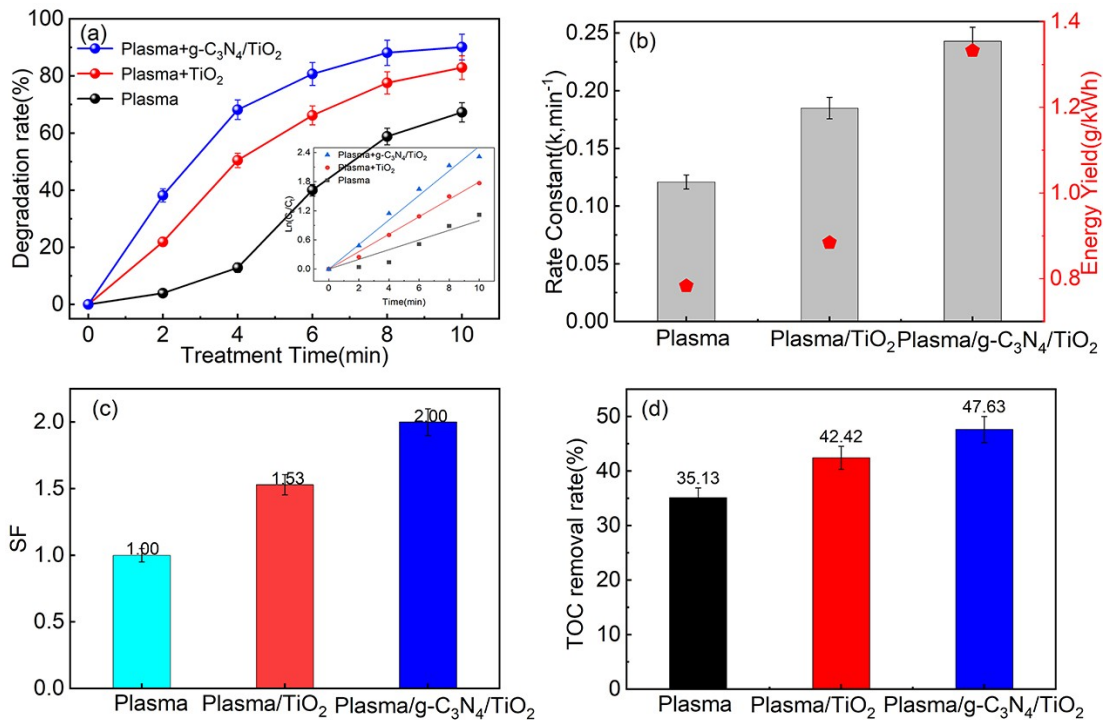 (a)
Plasma+g-C₃N₄/TiO₂
Plasma+TiO₂
Plasma
Degradation rate(%)
100
90
80
60
40
20
0
0 2 4 6 8 10
Treatment Time(min)
Plasma+g-C₃N₄/TiO₂
Plasma+TiO₂
Plasma
2.4
1.8
1.2
0.6
0.0
0 2 4 6 8 10
Time(min)
(b)
Rate Constant(k,min⁻¹)
0.25
0.20
0.15
0.10
0.05
0.00
Plasma Plasma/TiO₂ Plasma/g-C₃N₄/TiO₂
1.4
1.2
1.0
0.8
Energy Yield(g/kWh)
(c)
SF
2.0
1.5
1.0
0.5
0.0
1.00
1.53
2.00
Plasma Plasma/TiO₂ Plasma/g-C₃N₄/TiO₂
(d)
TOC removal rate(%)
50
40
30
20
10
0
35.13
42.42
47.63
Plasma Plasma/TiO₂ Plasma/g-C₃N₄/TiO₂